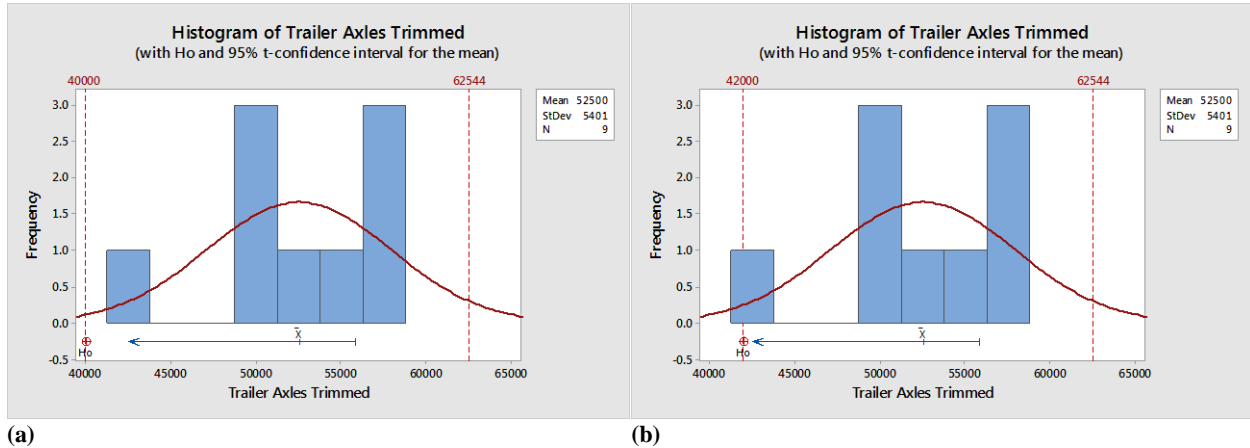 Histogram of Trailer Axles Trimmed
(with Ho and 95% t-confidence interval for the mean)
40000
62544
3.0
2.5
2.0
1.5
1.0
0.5
0.0
-0.5
Frequency
Mean 52500
StDev 5401
N 9
X̄
Ho
40000 45000 50000 55000 60000 65000
Trailer Axles Trimmed
(a)
Histogram of Trailer Axles Trimmed
(with Ho and 95% t-confidence interval for the mean)
42000
62544
3.0
2.5
2.0
1.5
1.0
0.5
0.0
-0.5
Frequency
Mean 52500
StDev 5401
N 9
X̄
Ho
40000 45000 50000 55000 60000 65000
Trailer Axles Trimmed
(b)